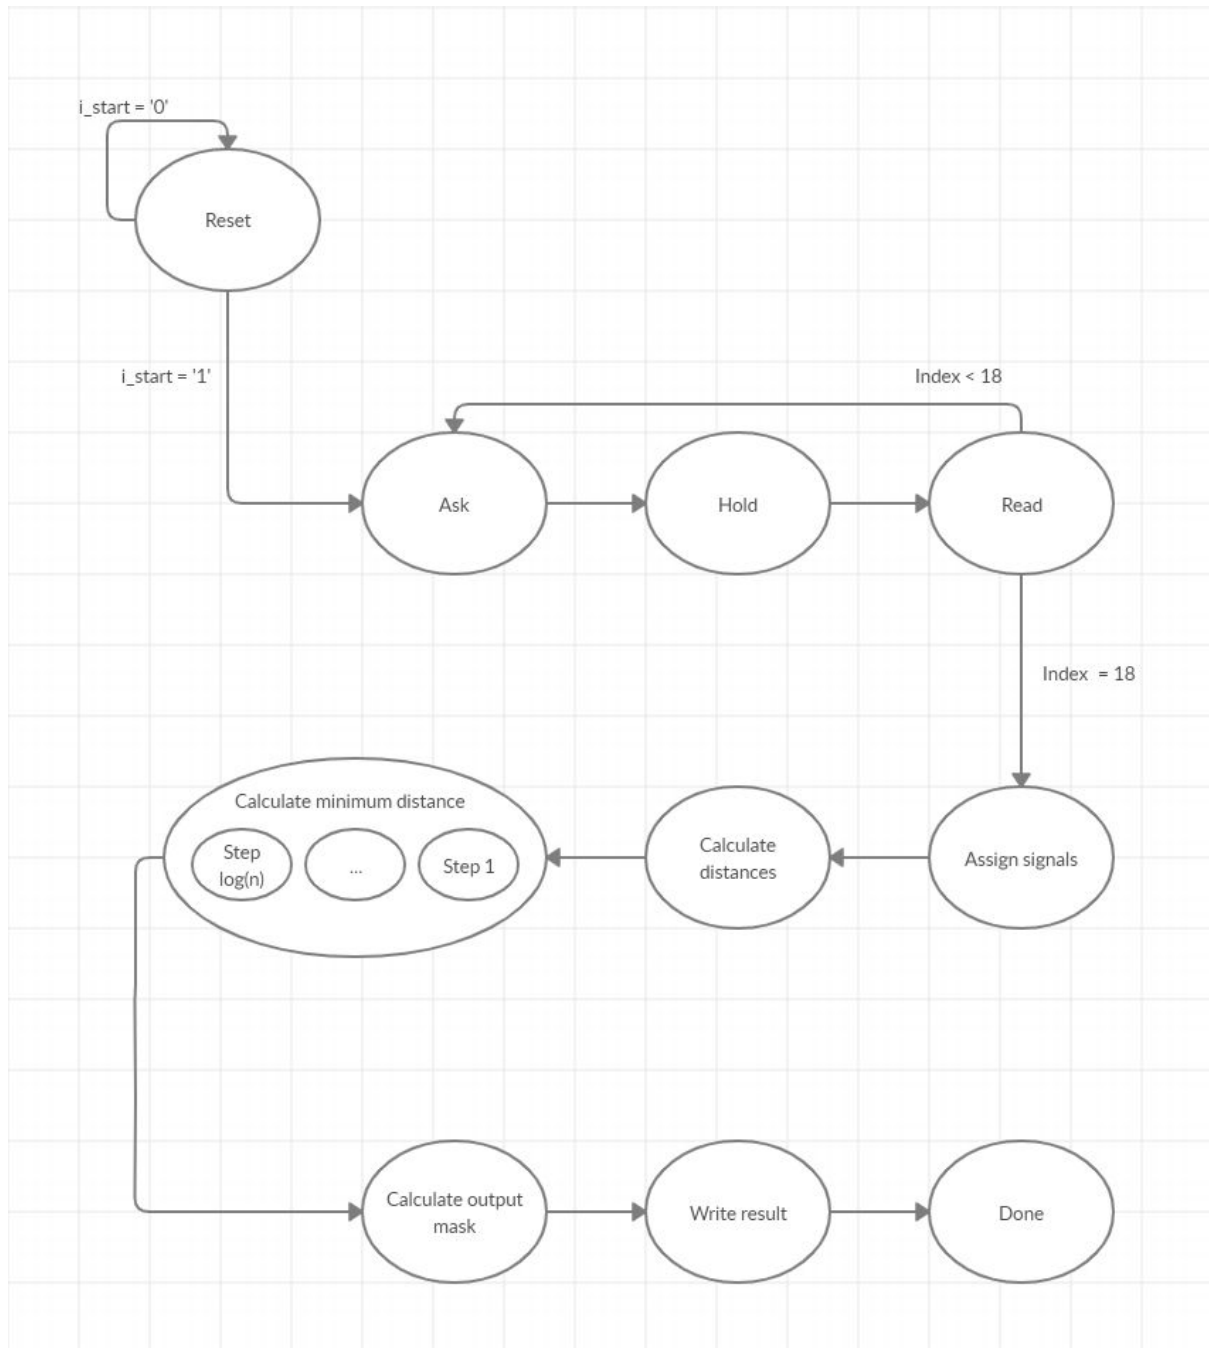 i_start = '0'
Reset
i_start = '1'
Index < 18
Ask
Hold
Read
Index  = 18
Assign signals
Calculate
distances
Calculate minimum distance
Step 1
...
Step
log(n)
Calculate output
mask
Write result
Done